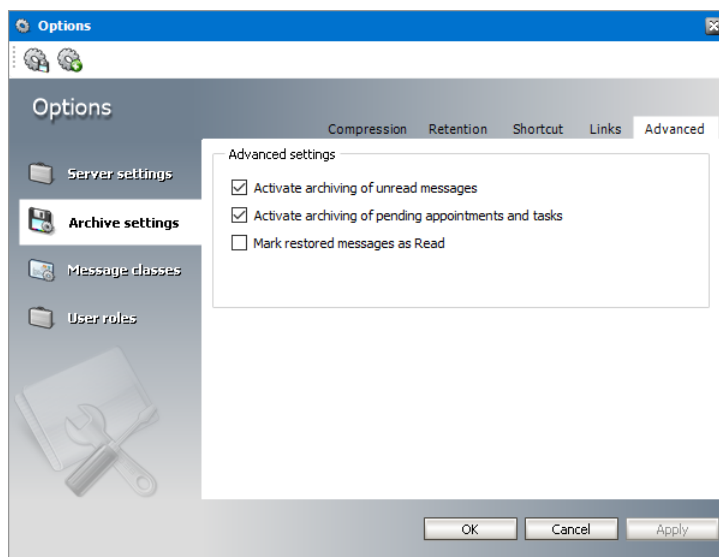 Options
Options
Compression Retention Shortcut Links Advanced
Server settings
Archive settings
Message classes
User roles
Advanced settings
Activate archiving of unread messages
Activate archiving of pending appointments and tasks
Mark restored messages as Read
OK Cancel Apply